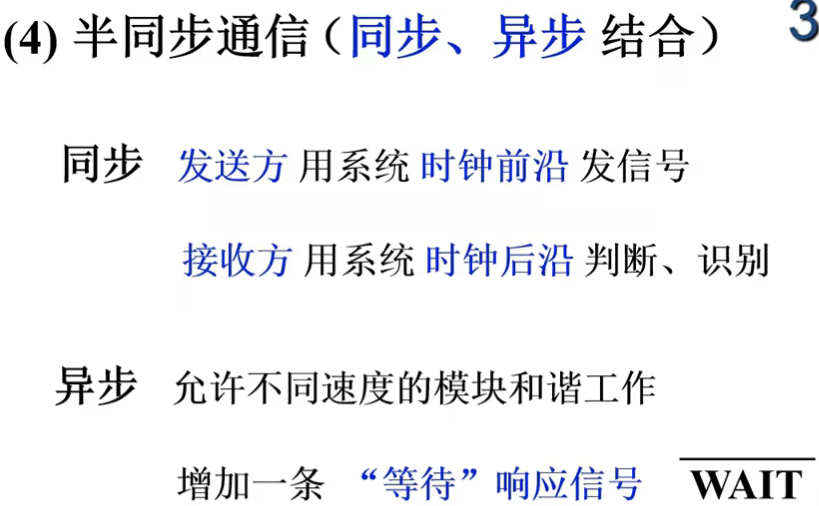 (4) 半同步通信（同步、异步 结合） 3
同步 发送方 用系统 时钟前沿 发信号
接收方 用系统 时钟后沿 判断、识别
异步 允许不同速度的模块和谐工作
增加一条 “等待”响应信号 WAIT